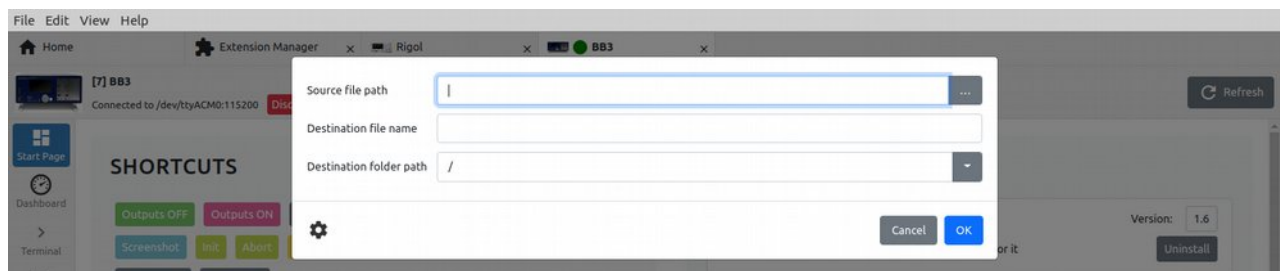 File Edit View Help
Home Extension Manager x Rigol x BB3 x
[7] BB3
Connected to /dev/ttyACM0:115200 Disc
Refresh
Source file path ...
Destination file name
Destination folder path /
Cancel OK
Start Page
Dashboard
Terminal
SHORTCUTS
Outputs OFF Outputs ON
Screenshot Init Abort
Version: 1.6
or it Uninstall